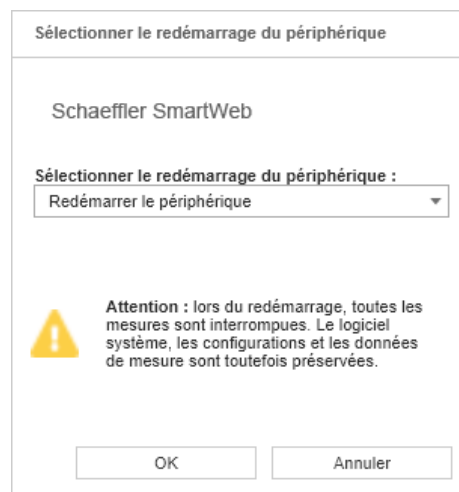 Sélectionner le redémarrage du périphérique
Schaeffler SmartWeb
Sélectionner le redémarrage du périphérique :
Redémarrer le périphérique
Attention : lors du redémarrage, toutes les
mesures sont interrompues. Le logiciel
système, les configurations et les données
de mesure sont toutefois préservées.
OK
Annuler